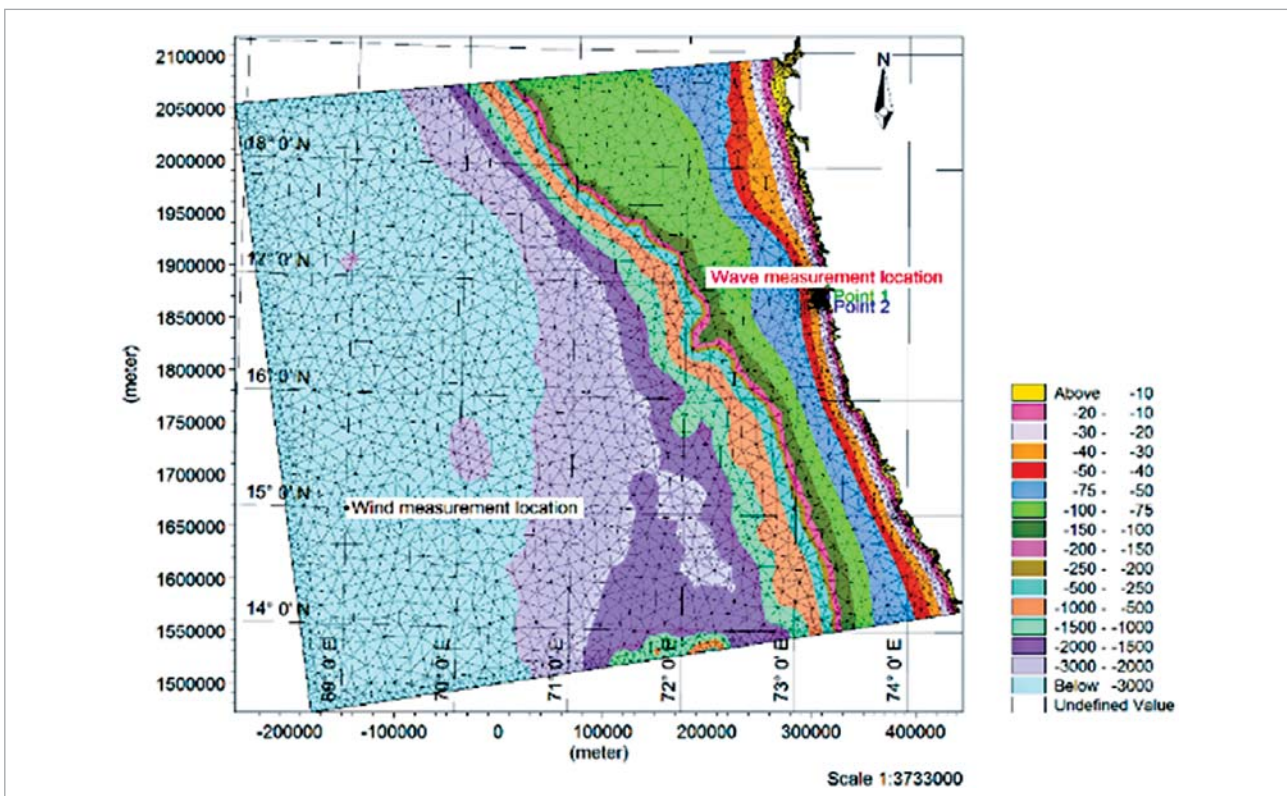 2100000
2050000
2000000
1950000
1900000
1850000
1800000
1750000
1700000
1650000
1600000
1550000
1500000
(meter)
18° 0' N
17° 0' N
16° 0' N
15° 0' N
14° 0' N
N
Wave measurement location
Point 1
Point 2
Wind measurement location
69° 0' E
70° 0' E
71° 0' E
72° 0' E
73° 0' E
74° 0' E
-200000 -100000 0 100000 200000 300000 400000
(meter)
Scale 1:3733000
Above -10
-20 - -10
-30 - -20
-40 - -30
-50 - -40
-75 - -50
-100 - -75
-150 - -100
-200 - -150
-250 - -200
-500 - -250
-1000 - -500
-1500 - -1000
-2000 - -1500
-3000 - -2000
Below -3000
Undefined Value